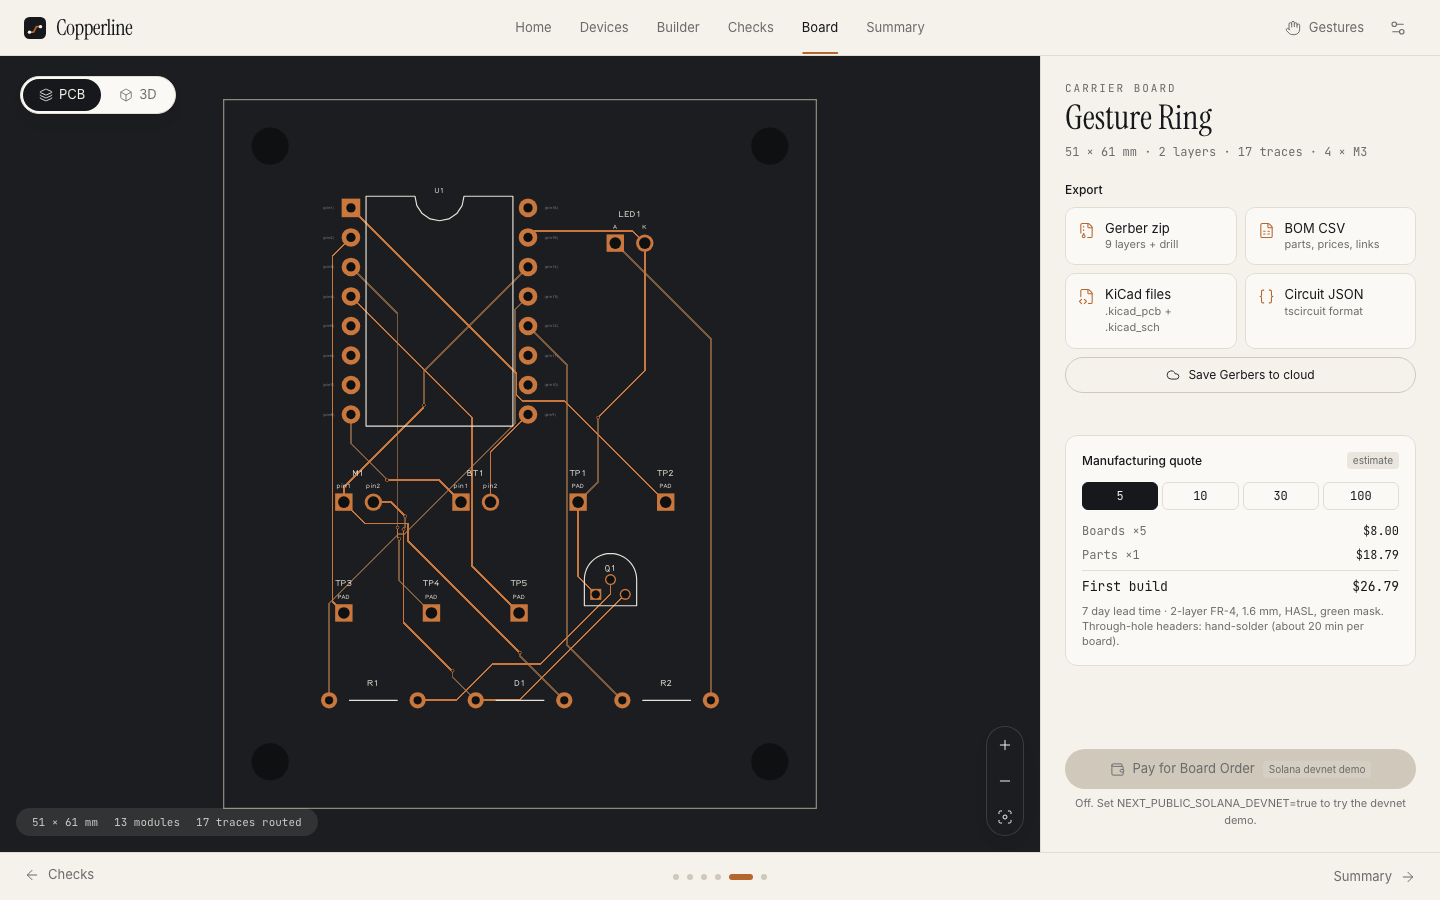 Copperline
Home
Devices
Builder
Checks
Board
Summary
Gestures
PCB
3D
U1
LED1
A
K
M1
BT1
TP1
TP2
pin1
pin2
pin1
pin2
PAD
PAD
Q1
TP3
TP4
TP5
PAD
PAD
PAD
R1
D1
R2
51 × 61 mm 13 modules 17 traces routed
CARRIER BOARD
Gesture Ring
51 × 61 mm · 2 layers · 17 traces · 4 × M3
Export
Gerber zip
9 layers + drill
BOM CSV
parts, prices, links
KiCad files
.kicad_pcb +
.kicad_sch
Circuit JSON
tscircuit format
Save Gerbers to cloud
Manufacturing quote
estimate
5
10
30
100
Boards ×5 $8.00
Parts ×1 $18.79
First build $26.79
7 day lead time · 2-layer FR-4, 1.6 mm, HASL, green mask.
Through-hole headers: hand-solder (about 20 min per
board).
Pay for Board Order Solana devnet demo
Off. Set NEXT_PUBLIC_SOLANA_DEVNET=true to try the devnet
demo.
Checks
Summary